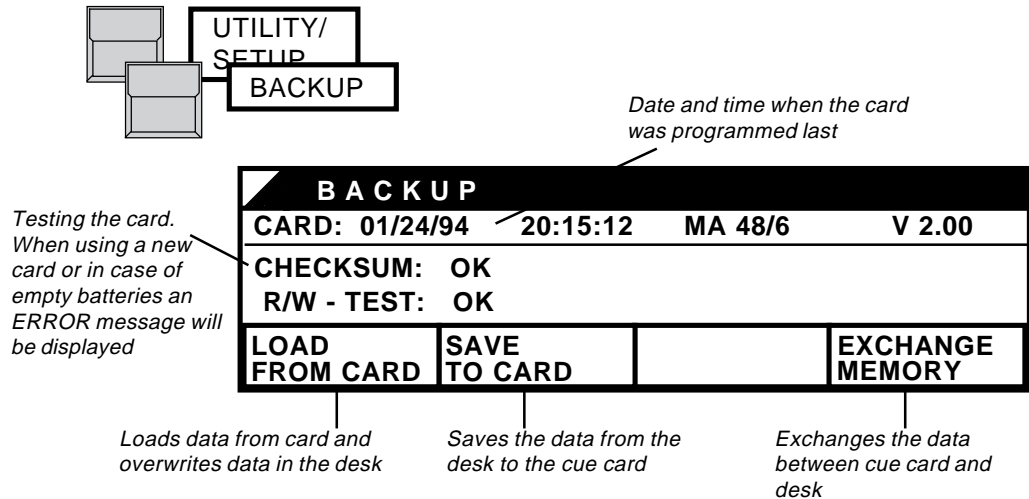 UTILITY/
SETUP
BACKUP
Date and time when the card
was programmed last
BACKUP
CARD: 01/24/94 20:15:12 MA 48/6 V 2.00
Testing the card.
When using a new
card or in case of
empty batteries an
ERROR message will
be displayed
CHECKSUM: OK
R/W - TEST: OK
LOAD
FROM CARD
SAVE
TO CARD
EXCHANGE
MEMORY
Loads data from card and
overwrites data in the desk
Saves the data from the
desk to the cue card
Exchanges the data
between cue card and
desk